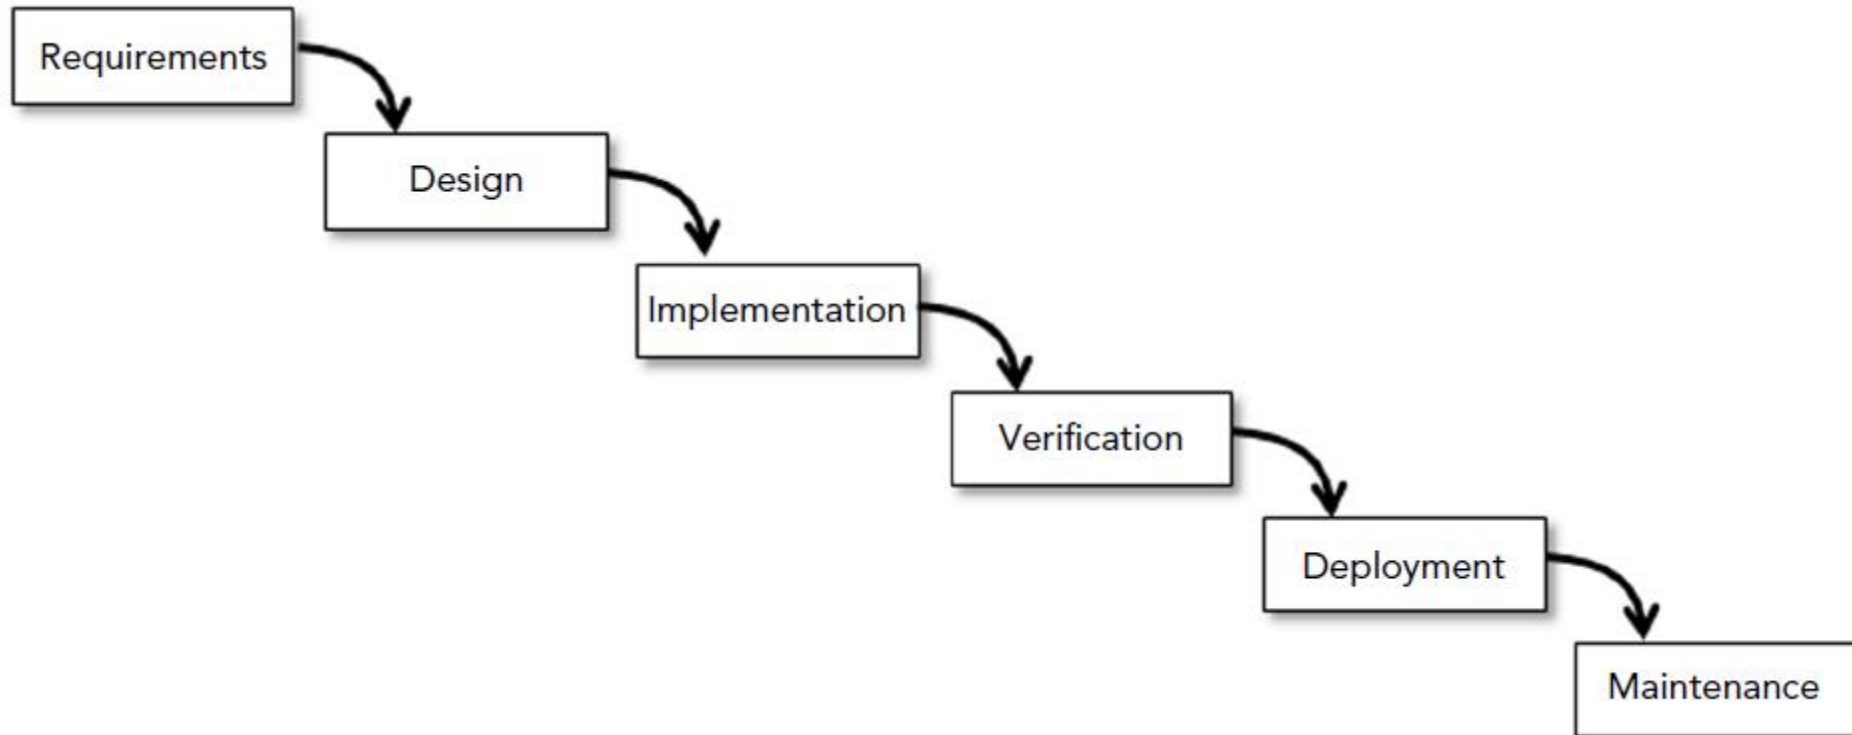 Requirements
Design
Implementation
Verification
Deployment
Maintenance